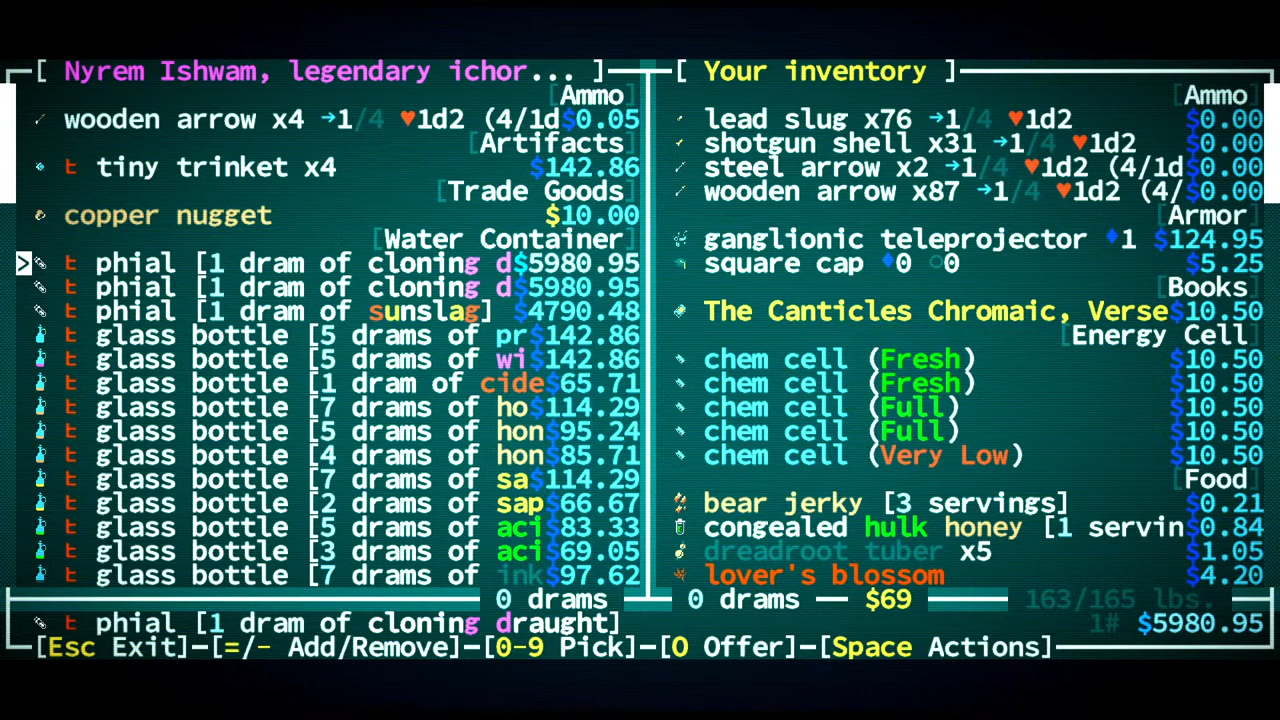 [ Nyrem Ishwam, legendary ichor... ]
[Ammo]
wooden arrow x4 →1/4 ♥1d2 (4/1d$0.05
[Artifacts]
t tiny trinket x4 $142.86
[Trade Goods]
copper nugget $10.00
[Water Container]
> t phial [1 dram of cloning d$5980.95
t phial [1 dram of cloning d$5980.95
t phial [1 dram of sunslag] $4790.48
t glass bottle [5 drams of pr$142.86
t glass bottle [5 drams of wi$142.86
t glass bottle [1 dram of cide$65.71
t glass bottle [7 drams of ho$114.29
t glass bottle [5 drams of hon$95.24
t glass bottle [4 drams of hon$85.71
t glass bottle [7 drams of sa$114.29
t glass bottle [2 drams of sap$66.67
t glass bottle [5 drams of aci$83.33
t glass bottle [3 drams of aci$69.05
t glass bottle [7 drams of ink$97.62
[ Your inventory ]
[Ammo]
lead slug x76 →1/4 ♥1d2 $0.00
shotgun shell x31 →1/4 ♥1d2 $0.00
steel arrow x2 →1/4 ♥1d2 (4/1d$0.00
wooden arrow x87 →1/4 ♥1d2 (4/$0.00
[Armor]
ganglionic teleprojector ♦1 $124.95
square cap ♦0 ○0 $5.25
[Books]
The Canticles Chromaic, Verse$10.50
[Energy Cell]
chem cell (Fresh) $10.50
chem cell (Fresh) $10.50
chem cell (Full) $10.50
chem cell (Full) $10.50
chem cell (Very Low) $10.50
[Food]
bear jerky [3 servings] $0.21
congealed hulk honey [1 servin$0.84
dreadroot tuber x5 $1.05
lover's blossom $4.20
0 drams 0 drams — $69 163/165 lbs.
t phial [1 dram of cloning draught] 1# $5980.95
[Esc Exit]—[=/- Add/Remove]—[0-9 Pick]—[O Offer]—[Space Actions]